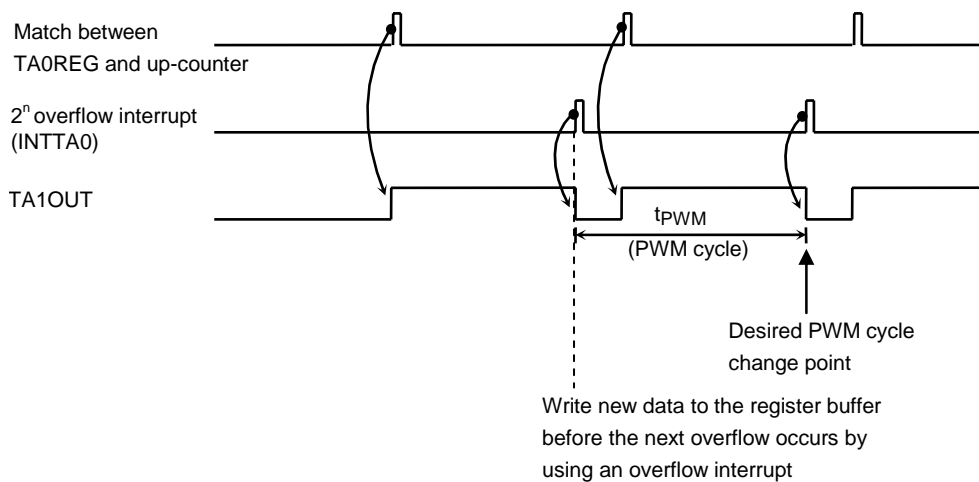 Match between
TA0REG and up-counter
2n overflow interrupt
(INTTA0)
TA1OUT
tPWM
(PWM cycle)
Desired PWM cycle
change point
Write new data to the register buffer
before the next overflow occurs by
using an overflow interrupt